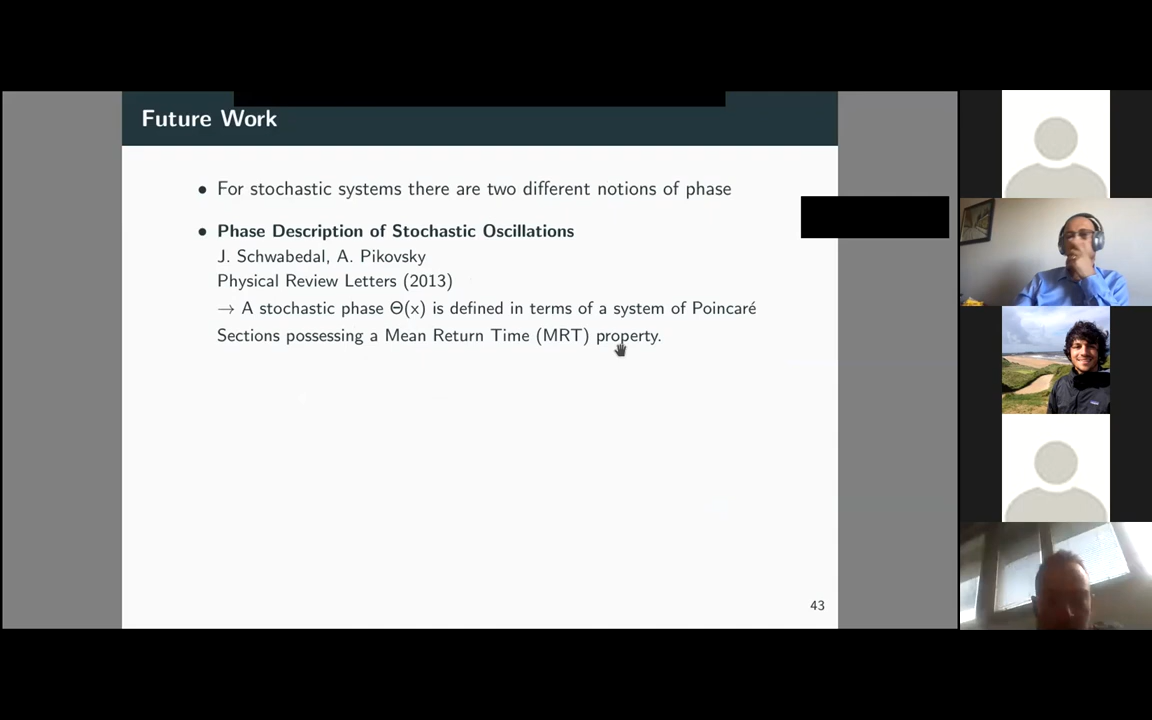 Future Work
• For stochastic systems there are two different notions of phase
• Phase Description of Stochastic Oscillations
J. Schwabedal, A. Pikovsky
Physical Review Letters (2013)
→ A stochastic phase Θ(x) is defined in terms of a system of Poincaré
Sections possessing a Mean Return Time (MRT) property.
43